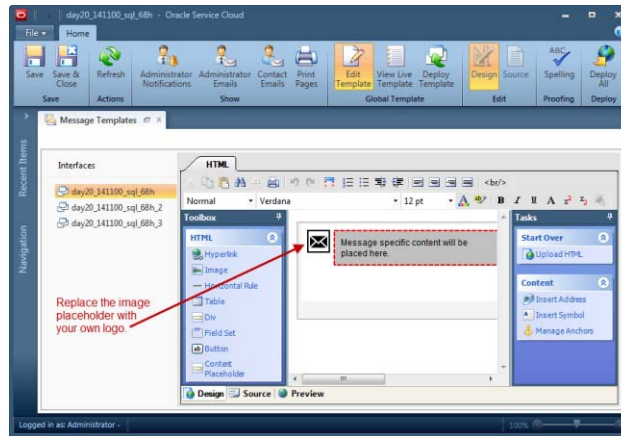 day20_141100_sql_68h - Oracle Service Cloud
File Home
Save Save & Close Refresh Administrator Notifications Administrator Emails Contact Emails Print Pages Edit Template View Live Template Deploy Template Design Source Spelling Deploy All
Save Actions Show Global Template Edit Proofing Deploy
Message Templates
Recent Items
Navigation
Interfaces
day20_141100_sql_68h
day20_141100_sql_68h_2
day20_141100_sql_68h_3
HTML
<br/>
Normal Verdana 12 pt B I U A x² x₂
Toolbox
HTML
Hyperlink
Image
Horizontal Rule
Table
Div
Field Set
Button
Content
Placeholder
Message specific content will be
placed here.
Tasks
Start Over
Upload HTML
Content
Insert Address
Insert Symbol
Manage Anchors
Replace the image
placeholder with
your own logo.
Design Source Preview
Logged in as: Administrator -
100%